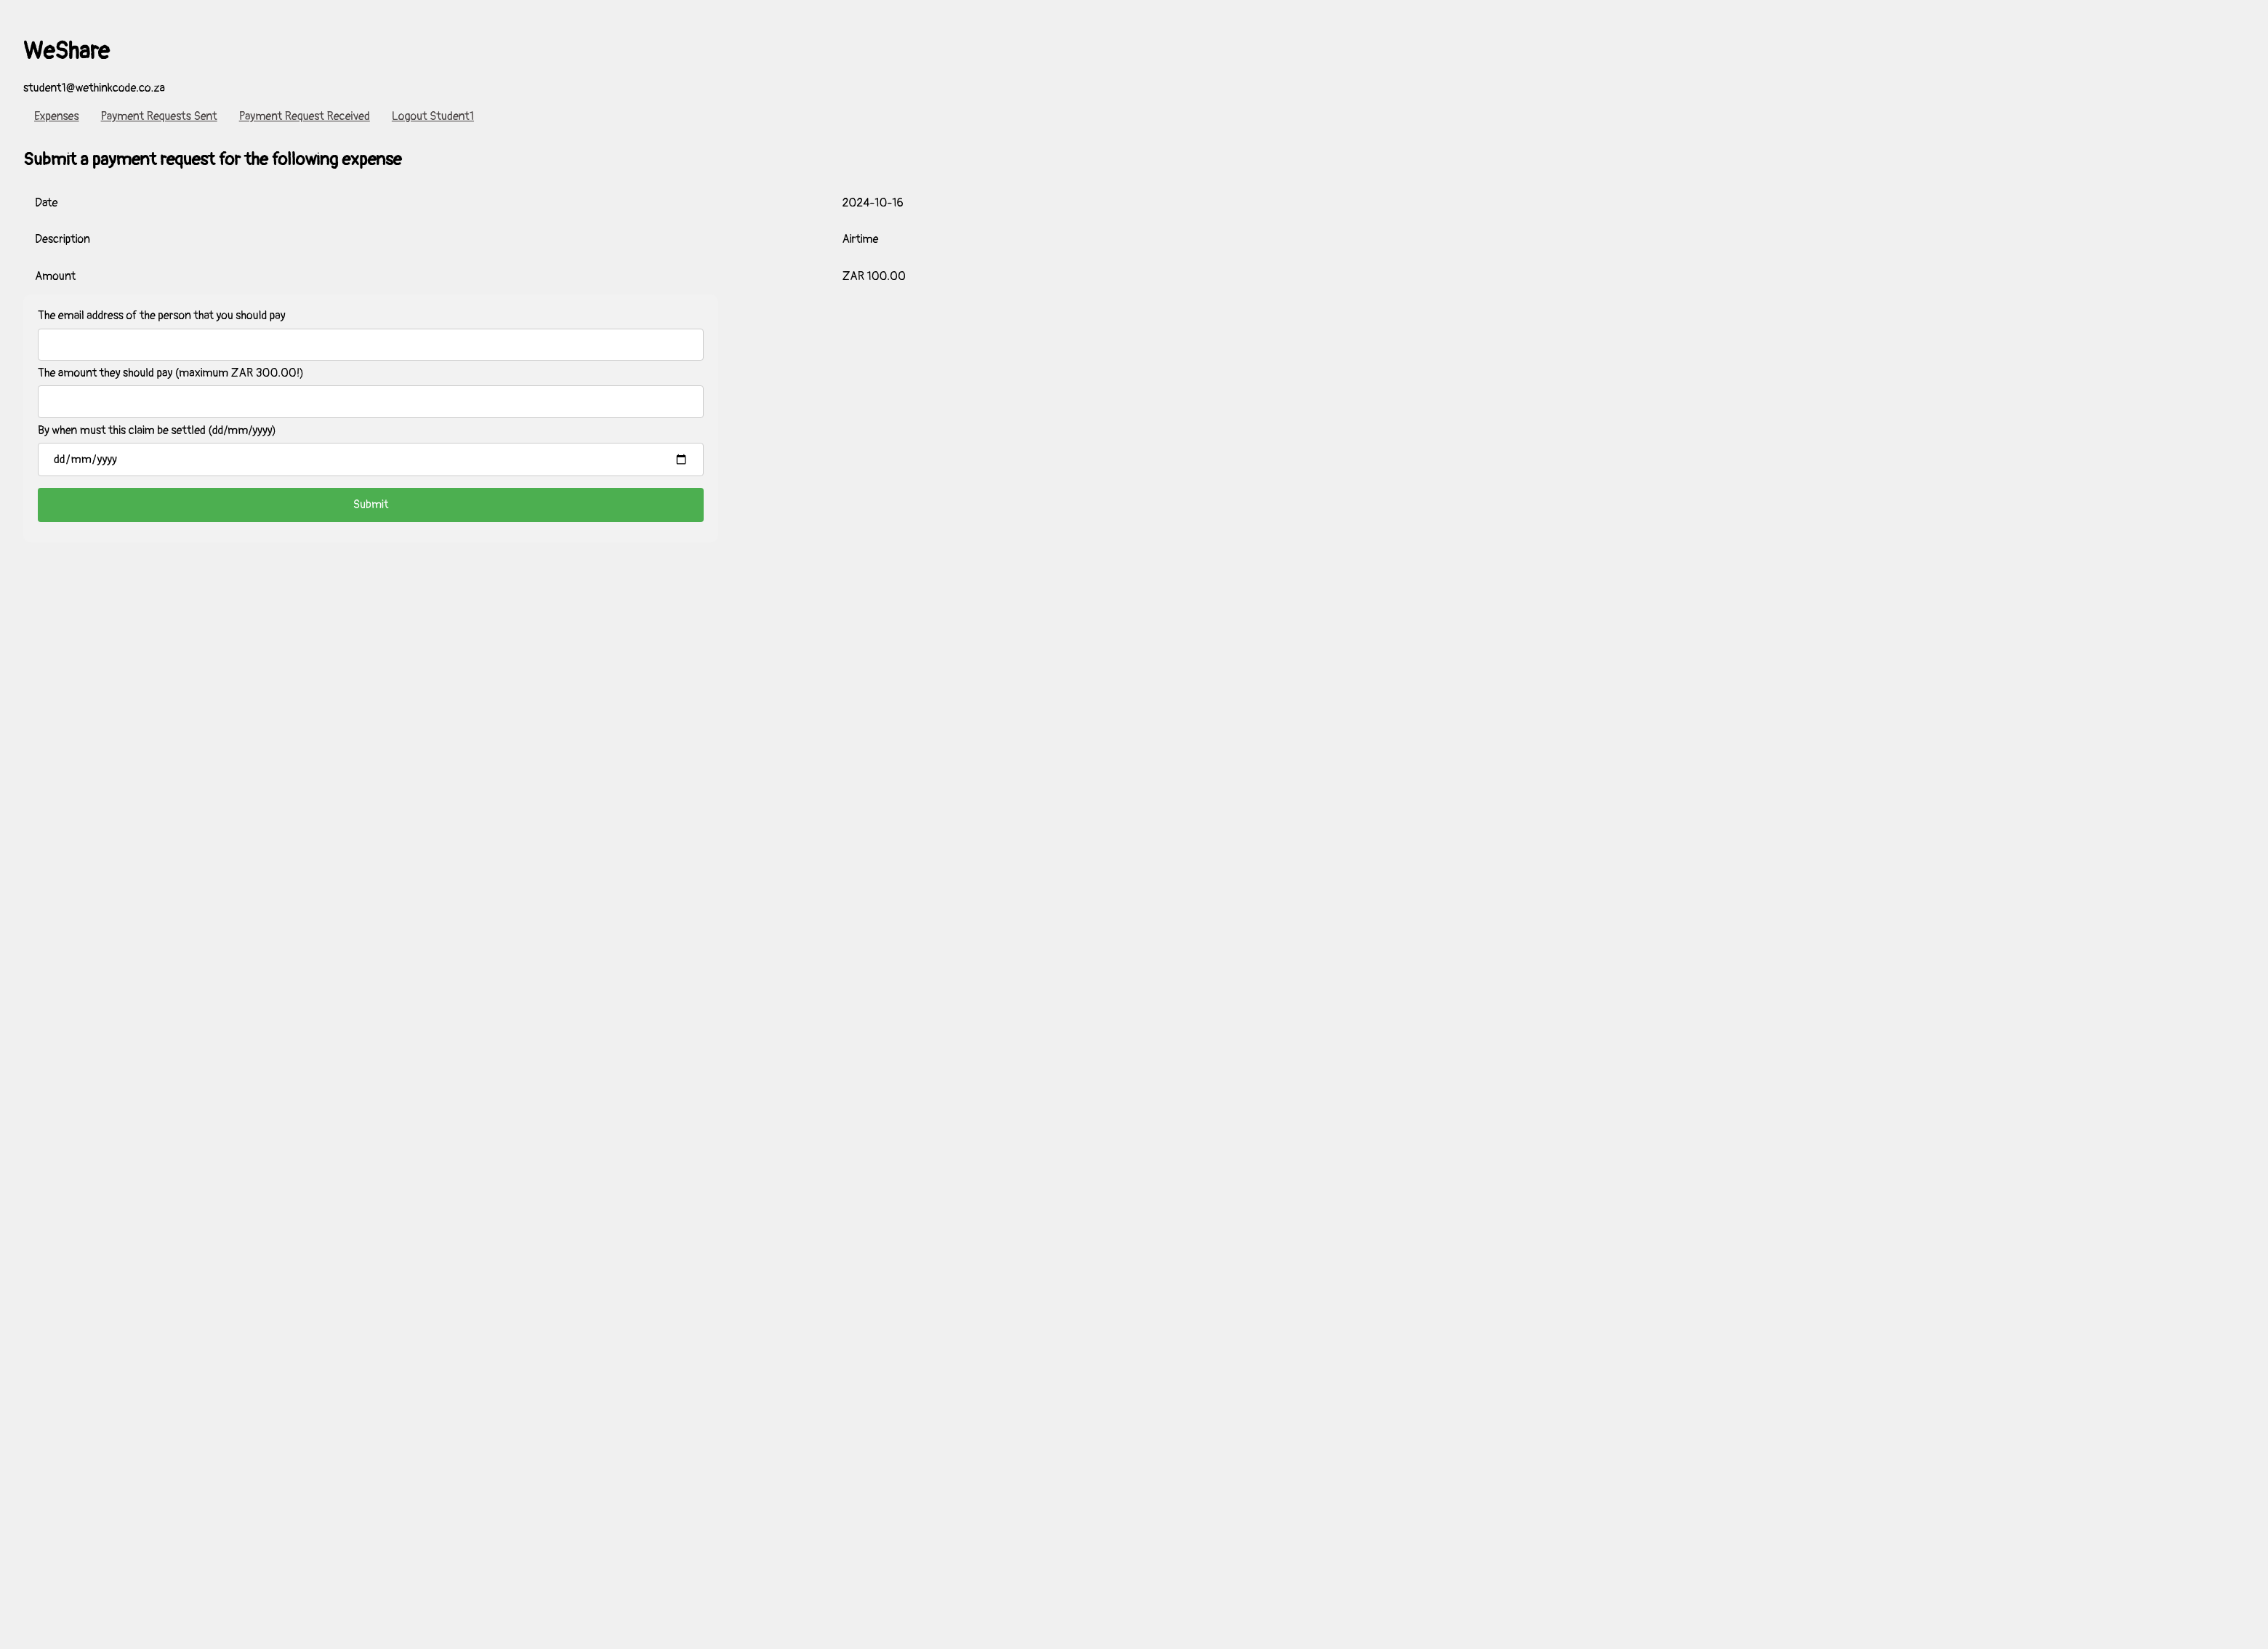 WeShare
student1@wethinkcode.co.za
Expenses Payment Requests Sent Payment Request Received Logout Student1
Submit a payment request for the following expense
Date 2024-10-16
Description Airtime
Amount ZAR 100.00
The email address of the person that you should pay
The amount they should pay (maximum ZAR 300.00!)
By when must this claim be settled (dd/mm/yyyy)
dd/mm/yyyy
Submit